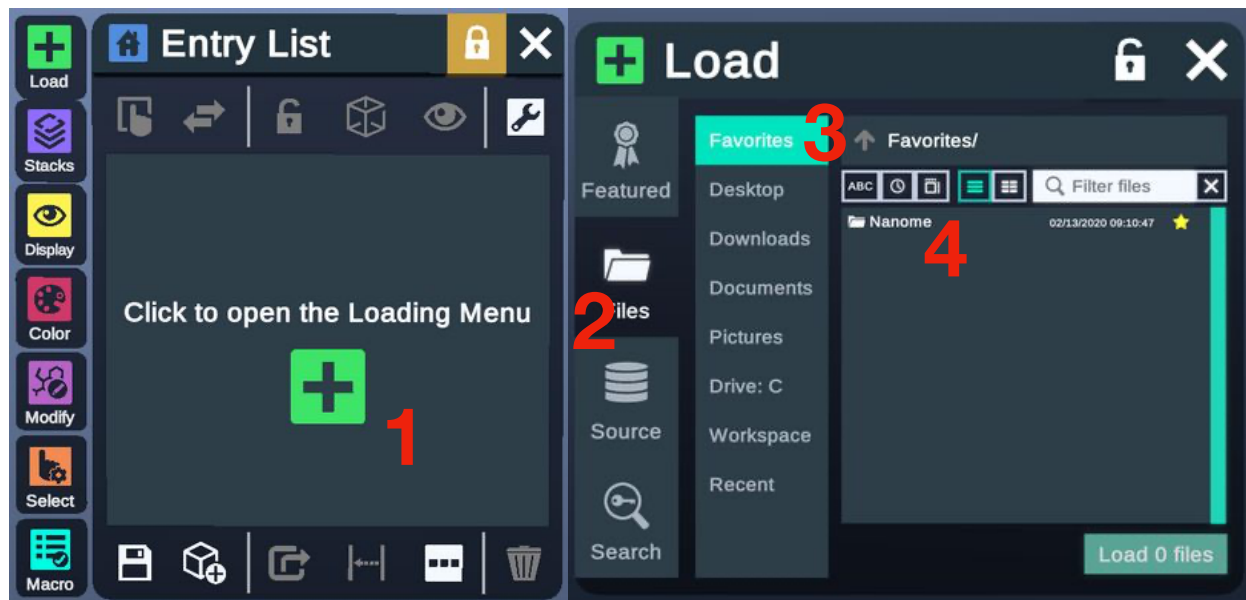 Load
Stacks
Display
Color
Modify
Select
Macro
Entry List
Click to open the Loading Menu
1
Load
Featured
2
Files
Source
Search
Favorites
3
Desktop
Downloads
Documents
Pictures
Drive: C
Workspace
Recent
Favorites/
ABC
Filter files
Nanome 02/13/2020 09:10:47
4
Load 0 files